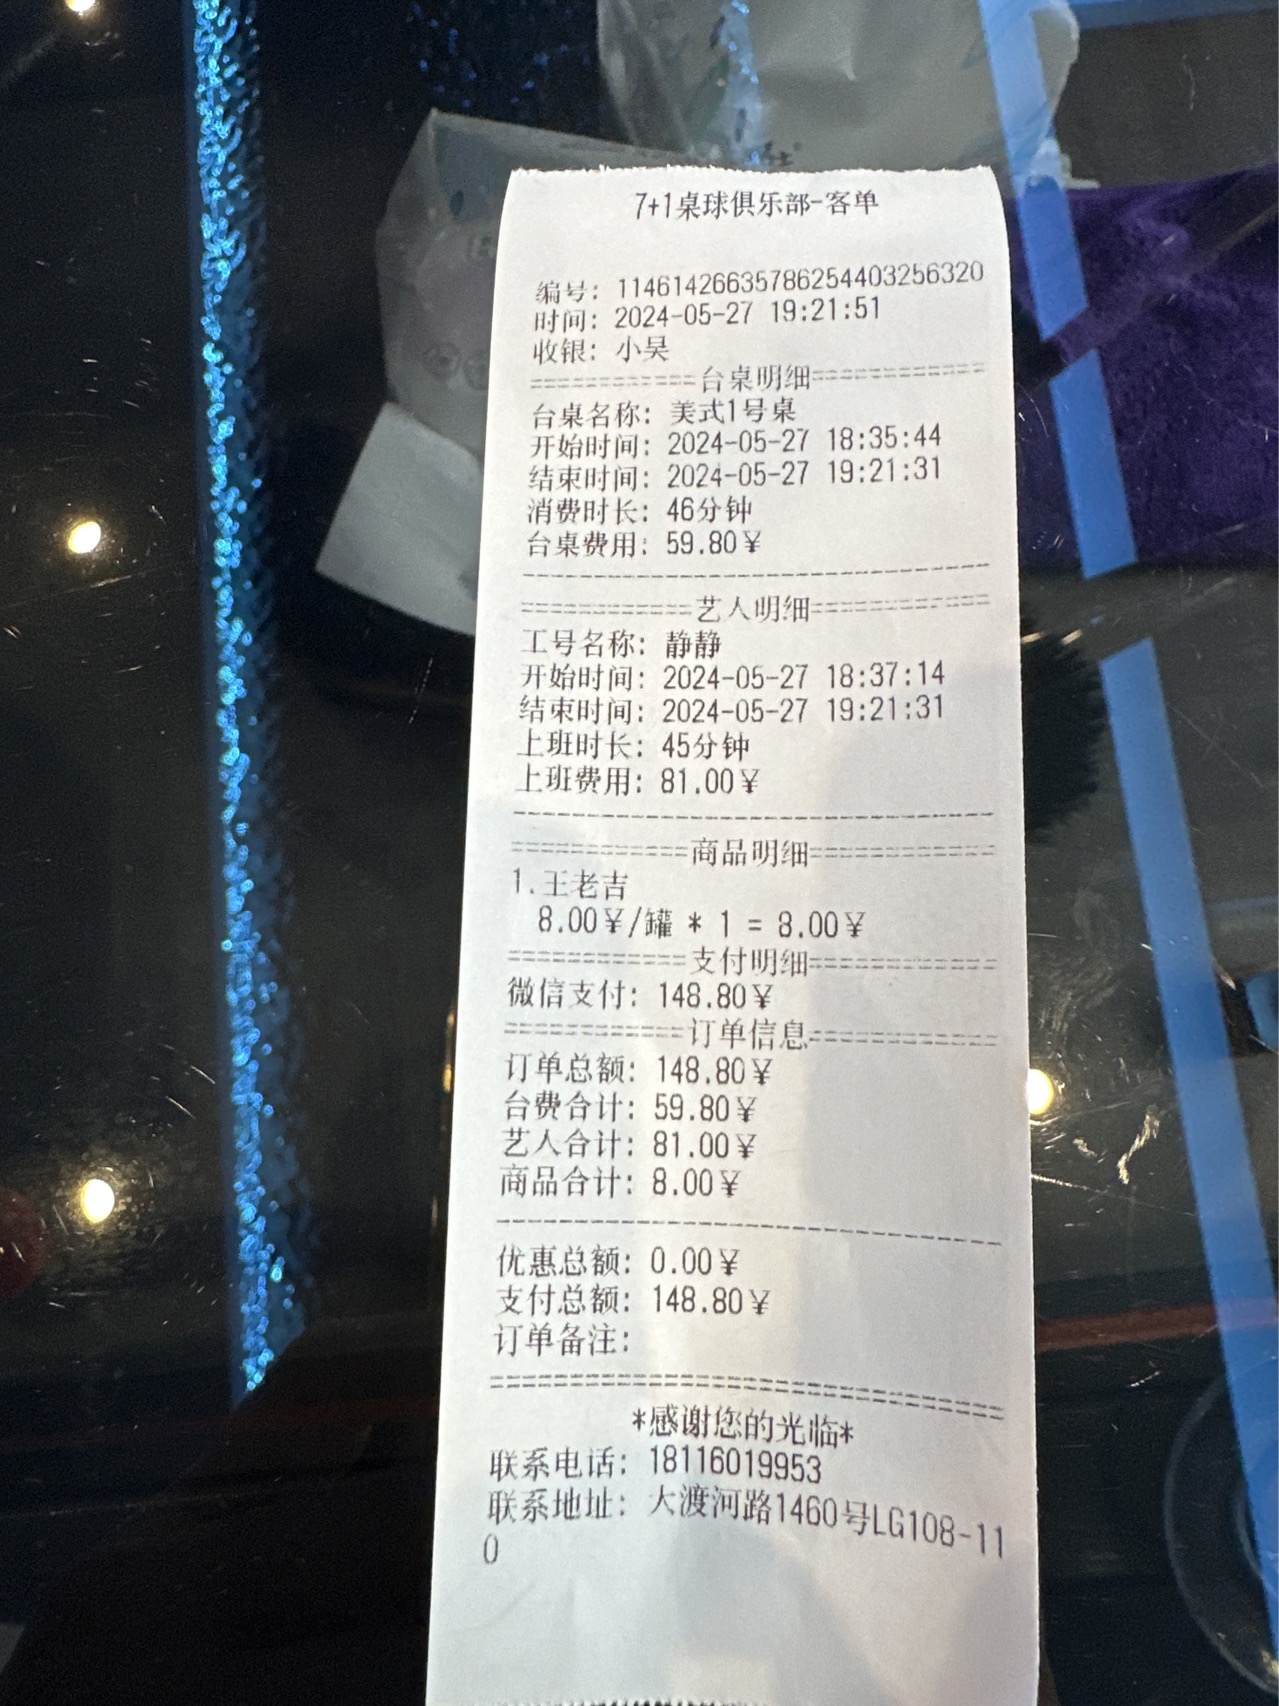 7+1桌球俱乐部-客单
编号: 1146142663578625440325632​0
时间: 2024-05-27 19:21:51
收银: 小吴
===========台桌明细===========
台桌名称: 美式1号桌
开始时间: 2024-05-27 18:35:44
结束时间: 2024-05-27 19:21:31
消费时长: 46分钟
台桌费用: 59.80¥
--------------------------------
===========艺人明细===========
工号名称: 静静
开始时间: 2024-05-27 18:37:14
结束时间: 2024-05-27 19:21:31
上班时长: 45分钟
上班费用: 81.00¥
--------------------------------
===========商品明细===========
1.王老吉
8.00¥/罐 * 1 = 8.00¥
===========支付明细===========
微信支付: 148.80¥
===========订单信息===========
订单总额: 148.80¥
台费合计: 59.80¥
艺人合计: 81.00¥
商品合计: 8.00¥
--------------------------------
优惠总额: 0.00¥
支付总额: 148.80¥
订单备注:
================================
*感谢您的光临*
联系电话: 18116019953
联系地址: 大渡河路1460号LG108-11
0